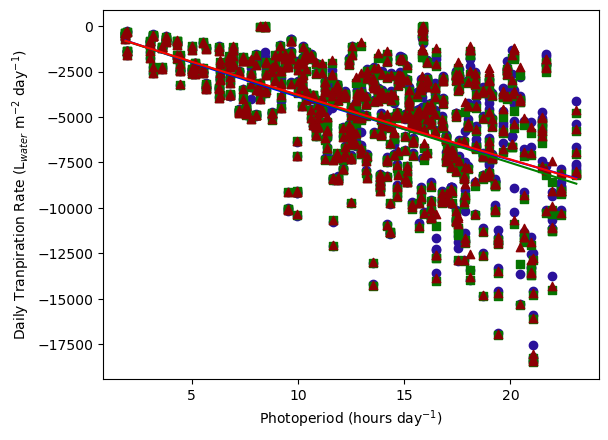 0
−2500
−5000
−7500
−10000
−12500
−15000
−17500
Daily Tranpiration Rate (L$_{water}$ m$^{-2}$ day$^{-1}$)
5 10 15 20
Photoperiod (hours day$^{-1}$)